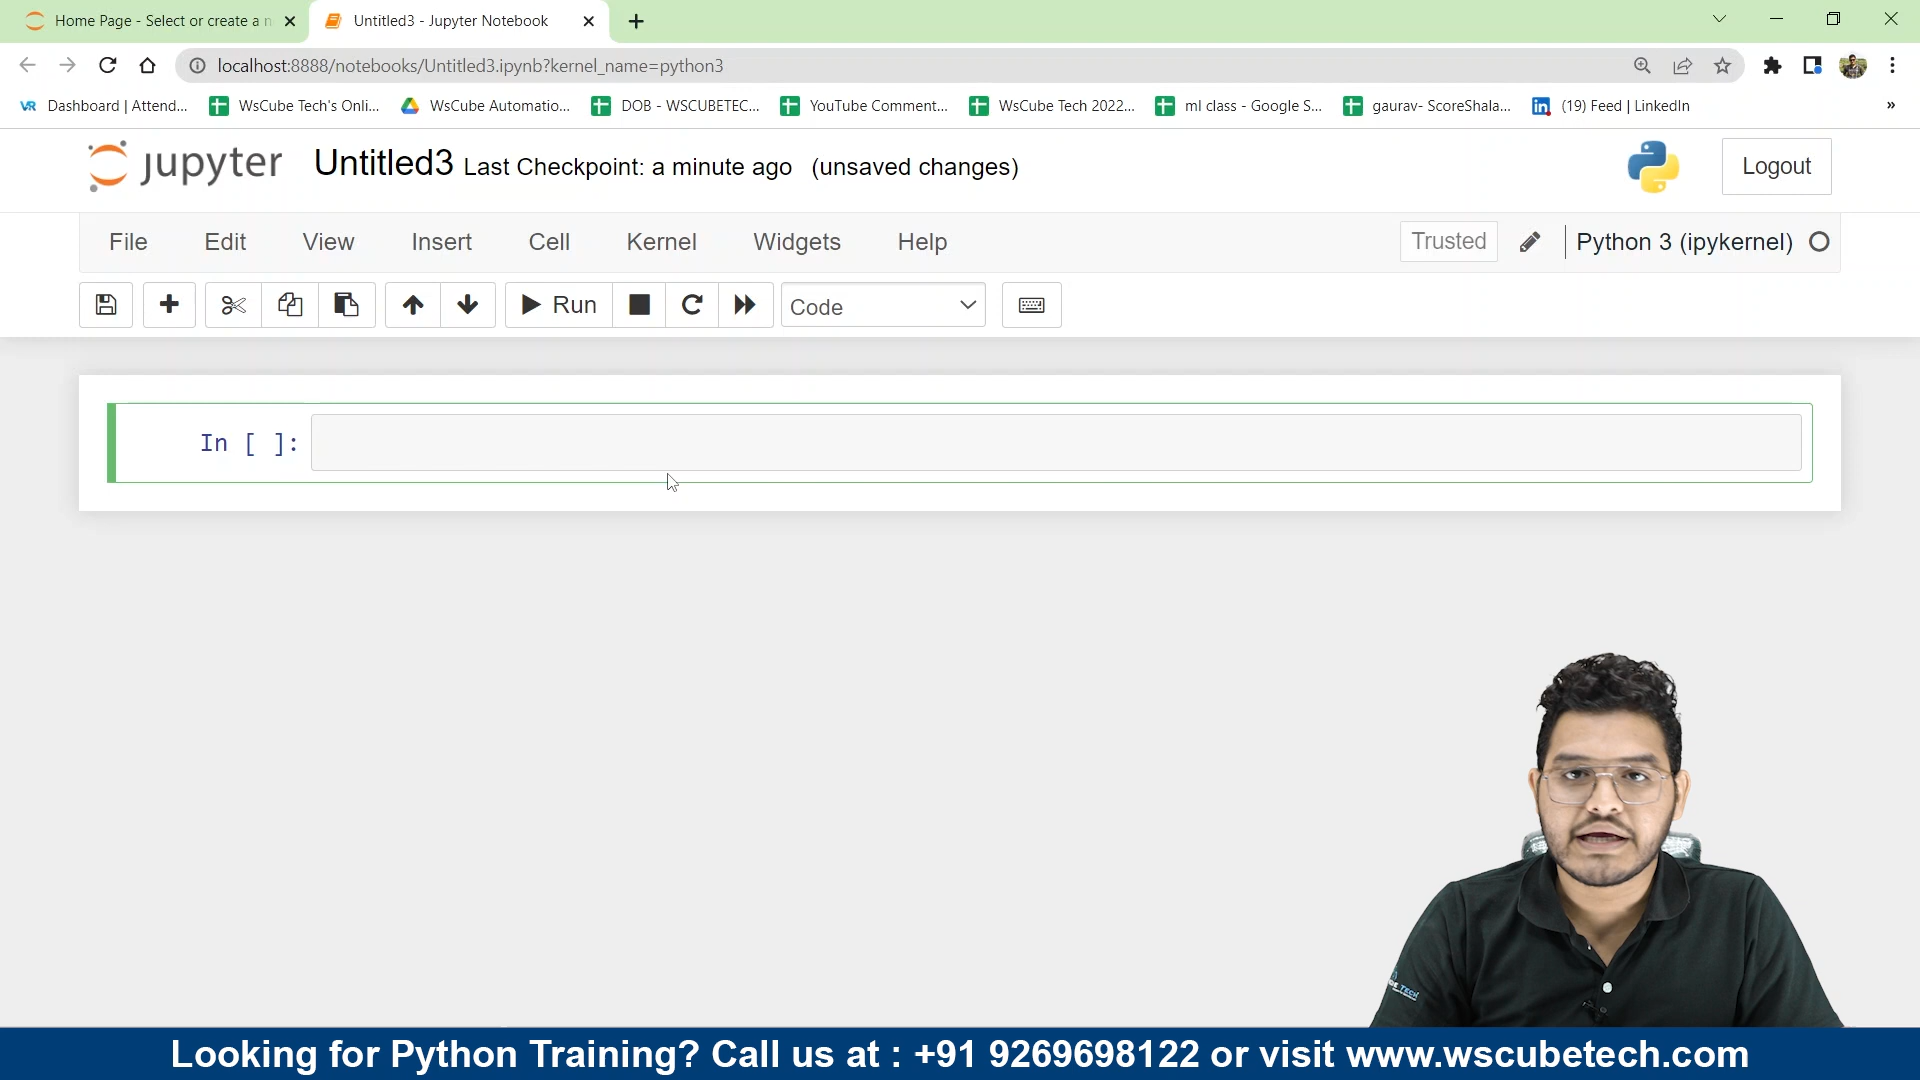 Home Page - Select or create a n
Untitled3 - Jupyter Notebook
localhost:8888/notebooks/Untitled3.ipynb?kernel_name=python3
VR Dashboard | Attend...
WsCube Tech's Onli...
WsCube Automatio...
DOB - WSCUBETEC...
YouTube Comment...
WsCube Tech 2022...
ml class - Google S...
gaurav- ScoreShala...
in (19) Feed | LinkedIn
»
jupyter Untitled3 Last Checkpoint: a minute ago (unsaved changes)
Logout
File Edit View Insert Cell Kernel Widgets Help
Trusted
Python 3 (ipykernel)
Run
Code
In [ ]:
TECH
Looking for Python Training? Call us at : +91 9269698122 or visit www.wscubetech.com